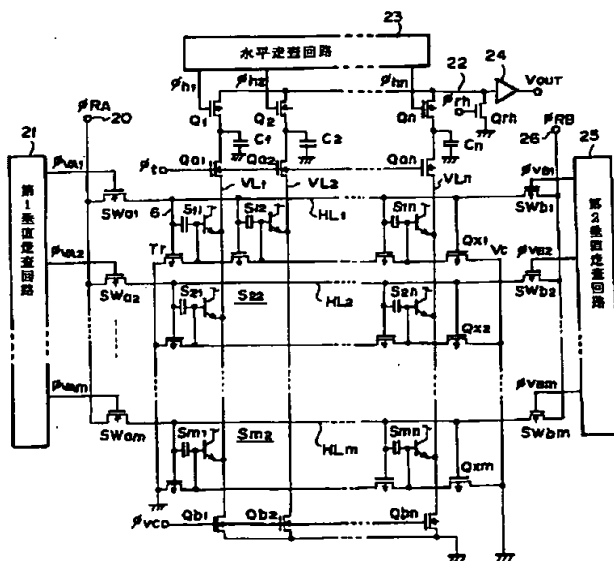 23
水平走査回路
22
24
φh1
φh2
φhn
VOUT
φRA
20
Q1
Q2
Qn
φrh
Qrh
φRB
26
25
21
C1
C2
Cn
φVA1
φt
Qa1
Qa2
Qan
φVB1
VL1
VL2
VLn
SWa1
6
S11
S12
HL1
S1n
SWb1
第1垂直走査回路
第2垂直走査回路
Tr
Qx1
Vc
φVA2
φVB2
SWa2
S21
S22
HL2
S2n
SWb2
Qx2
φVAm
φVBm
SWam
Sm1
Sm2
HLm
Smn
SWbm
Qxm
φVC
Qb1
Qb2
Qbn